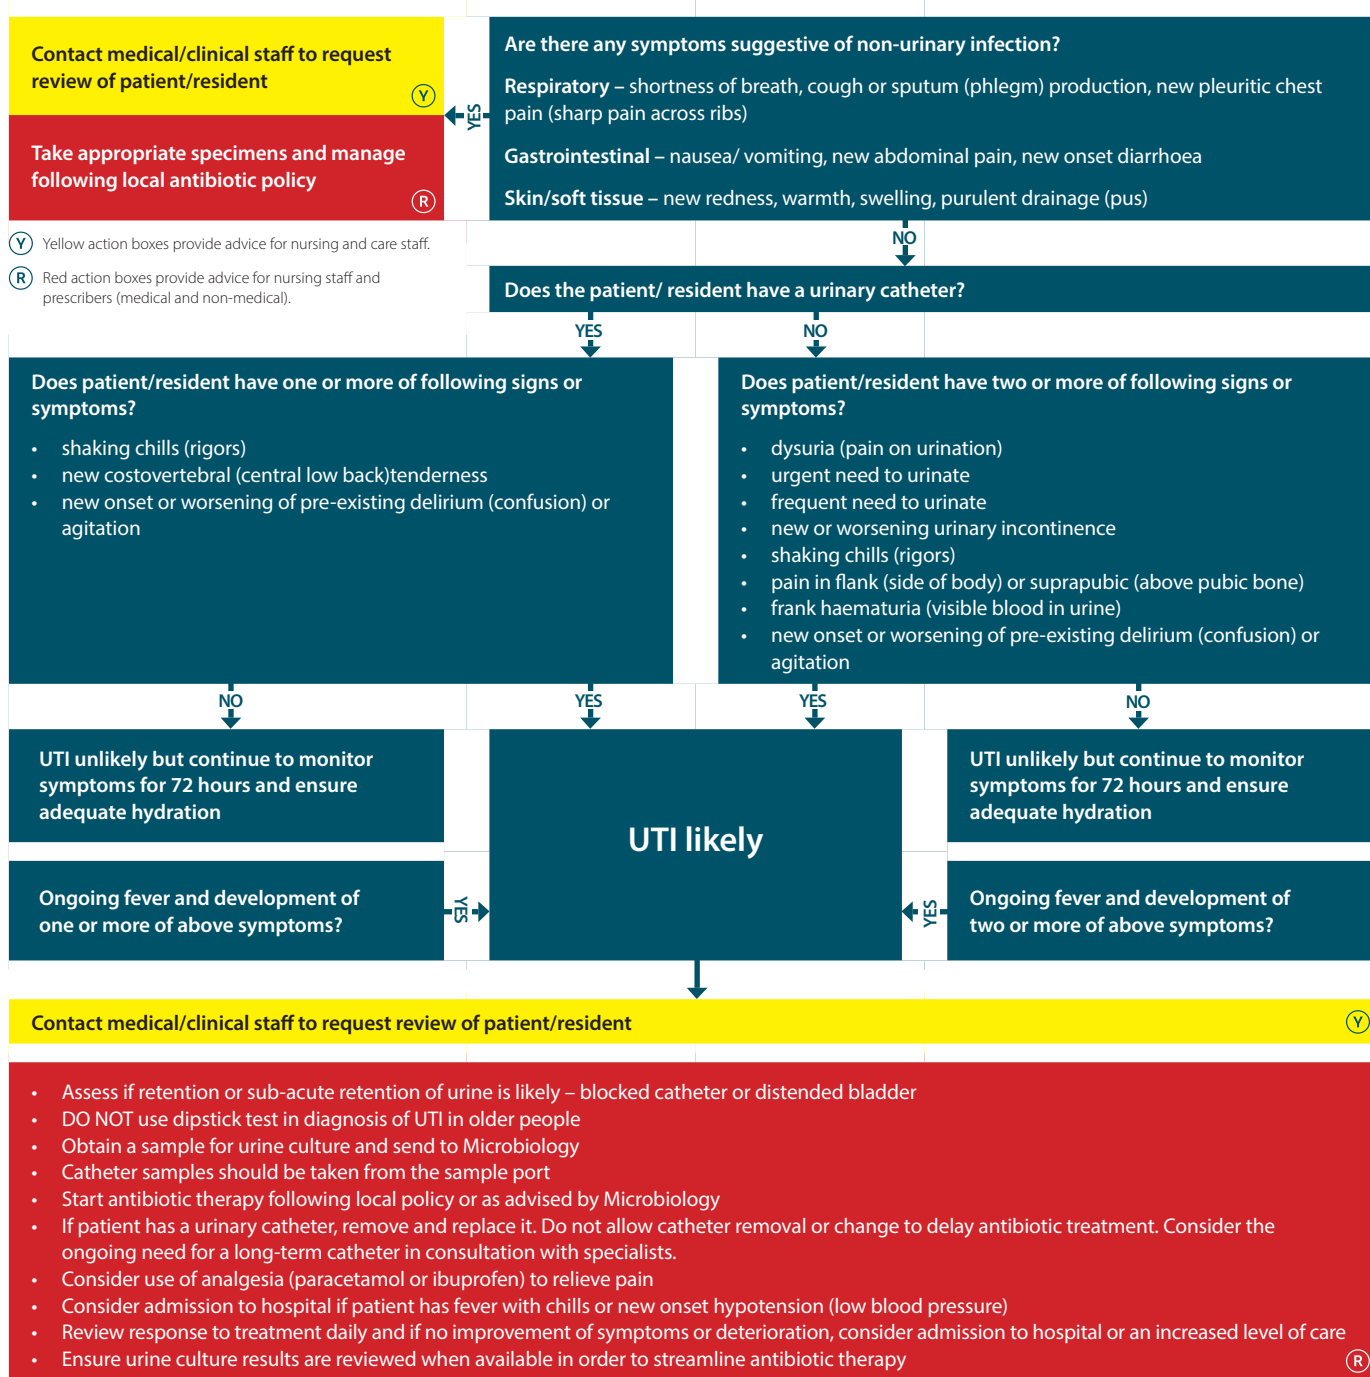 Contact medical/clinical staff to request
review of patient/resident
Y
Take appropriate specimens and manage
following local antibiotic policy
R
YES
Are there any symptoms suggestive of non-urinary infection?
Respiratory – shortness of breath, cough or sputum (phlegm) production, new pleuritic chest
pain (sharp pain across ribs)
Gastrointestinal – nausea/ vomiting, new abdominal pain, new onset diarrhoea
Skin/soft tissue – new redness, warmth, swelling, purulent drainage (pus)
Y Yellow action boxes provide advice for nursing and care staff.
R Red action boxes provide advice for nursing staff and
prescribers (medical and non-medical).
NO
Does the patient/ resident have a urinary catheter?
YES
NO
Does patient/resident have one or more of following signs or
symptoms?
• shaking chills (rigors)
• new costovertebral (central low back)tenderness
• new onset or worsening of pre-existing delirium (confusion) or
agitation
Does patient/resident have two or more of following signs or
symptoms?
• dysuria (pain on urination)
• urgent need to urinate
• frequent need to urinate
• new or worsening urinary incontinence
• shaking chills (rigors)
• pain in flank (side of body) or suprapubic (above pubic bone)
• frank haematuria (visible blood in urine)
• new onset or worsening of pre-existing delirium (confusion) or
agitation
NO
YES
YES
NO
UTI unlikely but continue to monitor
symptoms for 72 hours and ensure
adequate hydration
Ongoing fever and development of
one or more of above symptoms?
YES
UTI likely
YES
UTI unlikely but continue to monitor
symptoms for 72 hours and ensure
adequate hydration
Ongoing fever and development of
two or more of above symptoms?
Contact medical/clinical staff to request review of patient/resident
Y
• Assess if retention or sub-acute retention of urine is likely – blocked catheter or distended bladder
• DO NOT use dipstick test in diagnosis of UTI in older people
• Obtain a sample for urine culture and send to Microbiology
• Catheter samples should be taken from the sample port
• Start antibiotic therapy following local policy or as advised by Microbiology
• If patient has a urinary catheter, remove and replace it. Do not allow catheter removal or change to delay antibiotic treatment. Consider the
ongoing need for a long-term catheter in consultation with specialists.
• Consider use of analgesia (paracetamol or ibuprofen) to relieve pain
• Consider admission to hospital if patient has fever with chills or new onset hypotension (low blood pressure)
• Review response to treatment daily and if no improvement of symptoms or deterioration, consider admission to hospital or an increased level of care
• Ensure urine culture results are reviewed when available in order to streamline antibiotic therapy
R